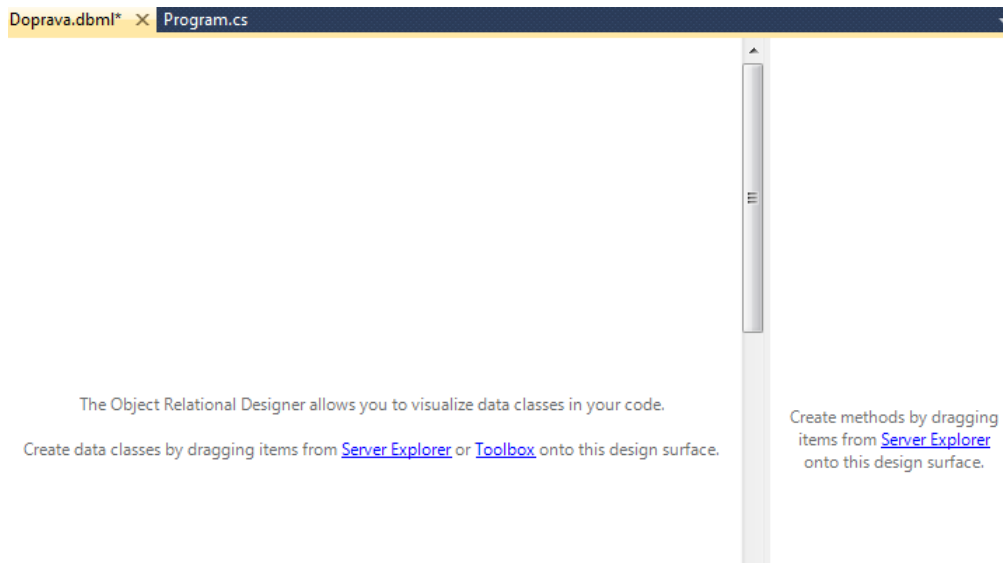 Doprava.dbml* Program.cs
The Object Relational Designer allows you to visualize data classes in your code.
Create data classes by dragging items from Server Explorer or Toolbox onto this design surface.
Create methods by dragging
items from Server Explorer
onto this design surface.